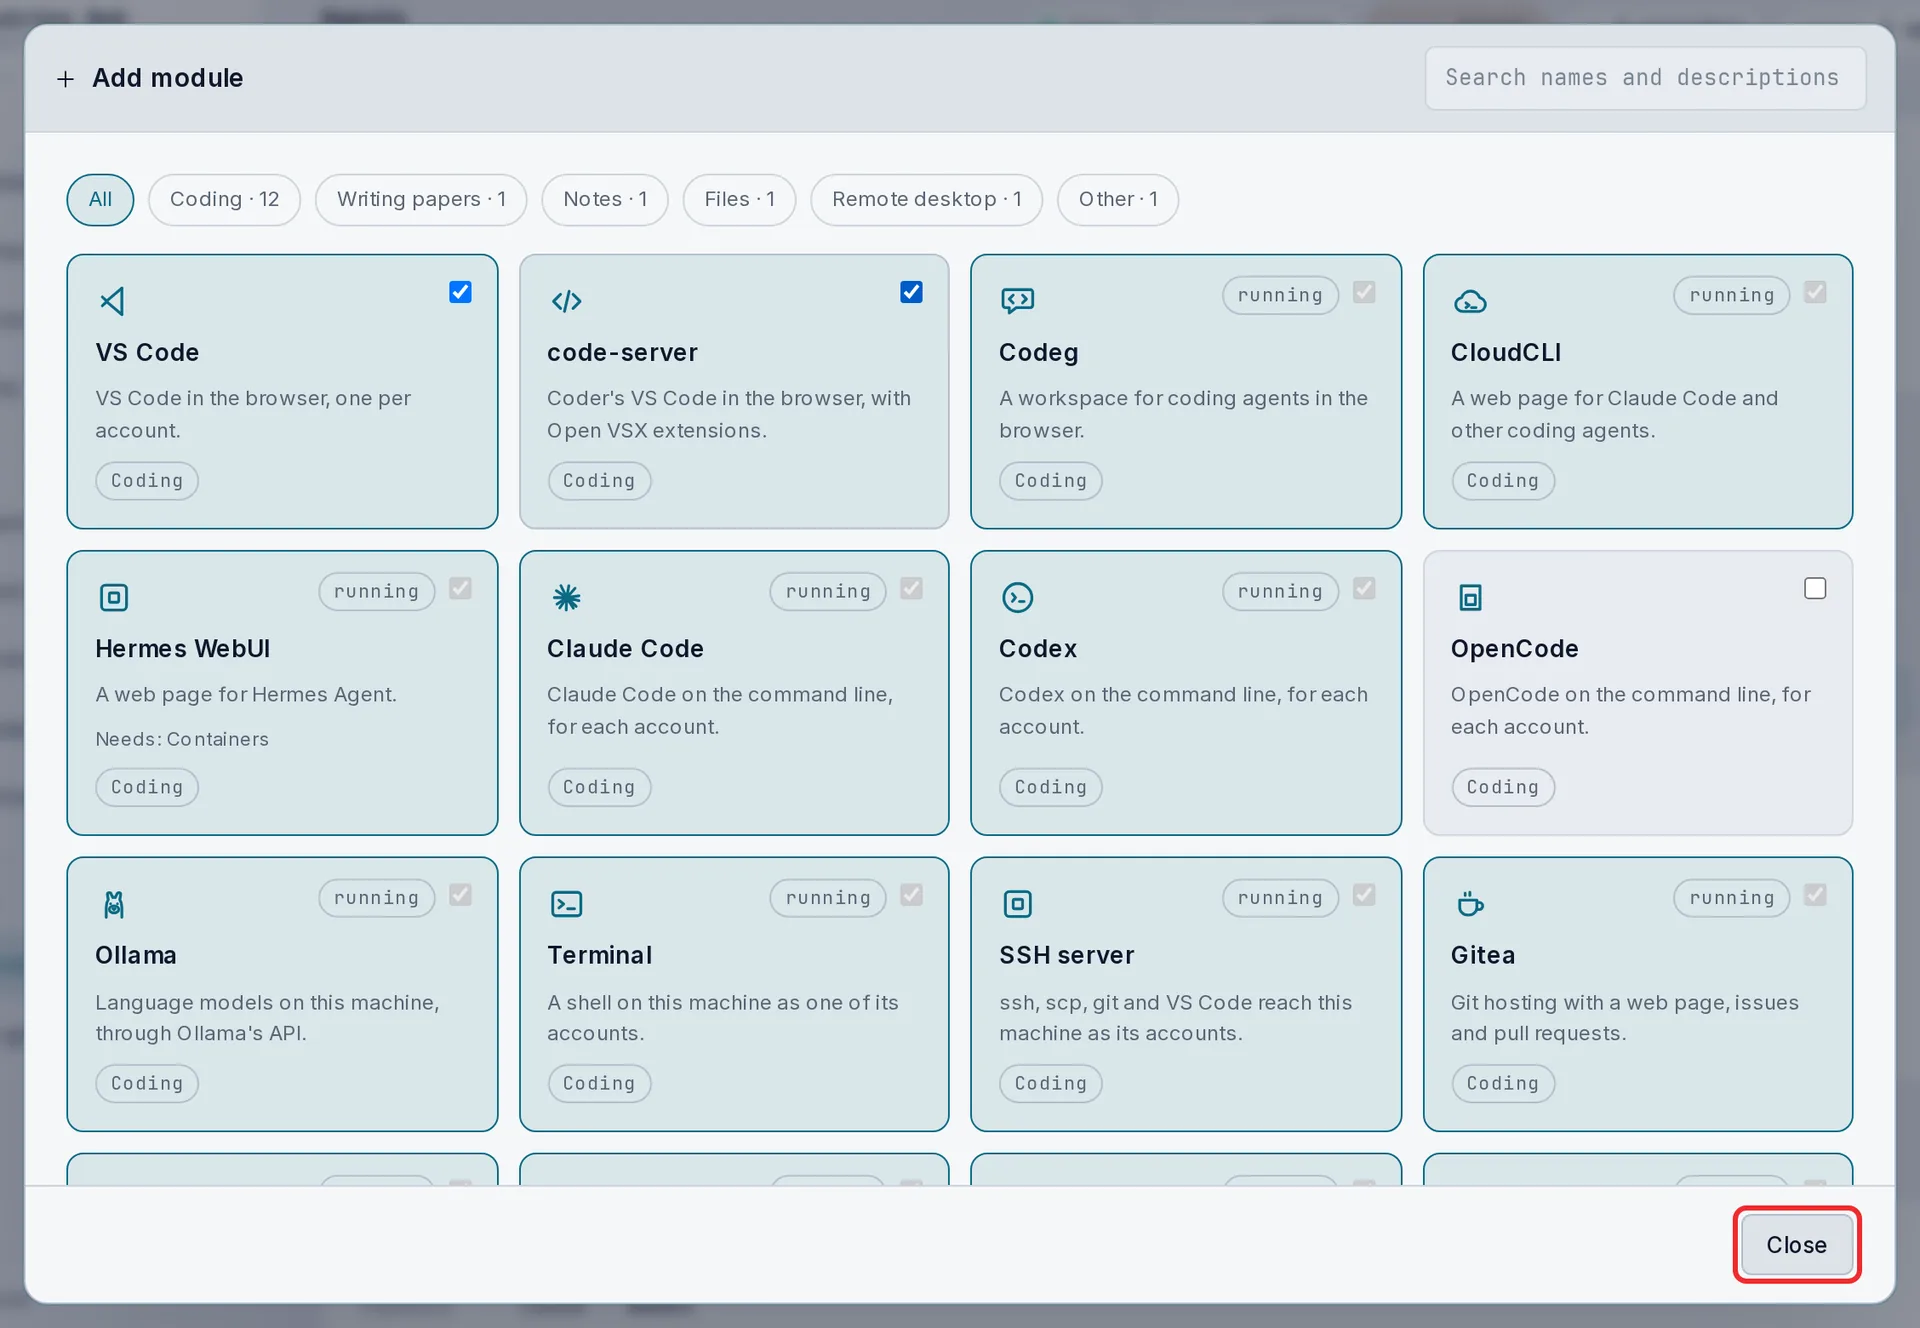 + Add module
Search names and descriptions
All
Coding · 12
Writing papers · 1
Notes · 1
Files · 1
Remote desktop · 1
Other · 1
VS Code
VS Code in the browser, one per
account.
Coding
code-server
Coder's VS Code in the browser, with
Open VSX extensions.
Coding
running
Codeg
A workspace for coding agents in the
browser.
Coding
running
CloudCLI
A web page for Claude Code and
other coding agents.
Coding
running
Hermes WebUI
A web page for Hermes Agent.
Needs: Containers
Coding
running
Claude Code
Claude Code on the command line,
for each account.
Coding
running
Codex
Codex on the command line, for each
account.
Coding
OpenCode
OpenCode on the command line, for
each account.
Coding
running
Ollama
Language models on this machine,
through Ollama's API.
Coding
running
Terminal
A shell on this machine as one of its
accounts.
Coding
running
SSH server
ssh, scp, git and VS Code reach this
machine as its accounts.
Coding
running
Gitea
Git hosting with a web page, issues
and pull requests.
Coding
Close